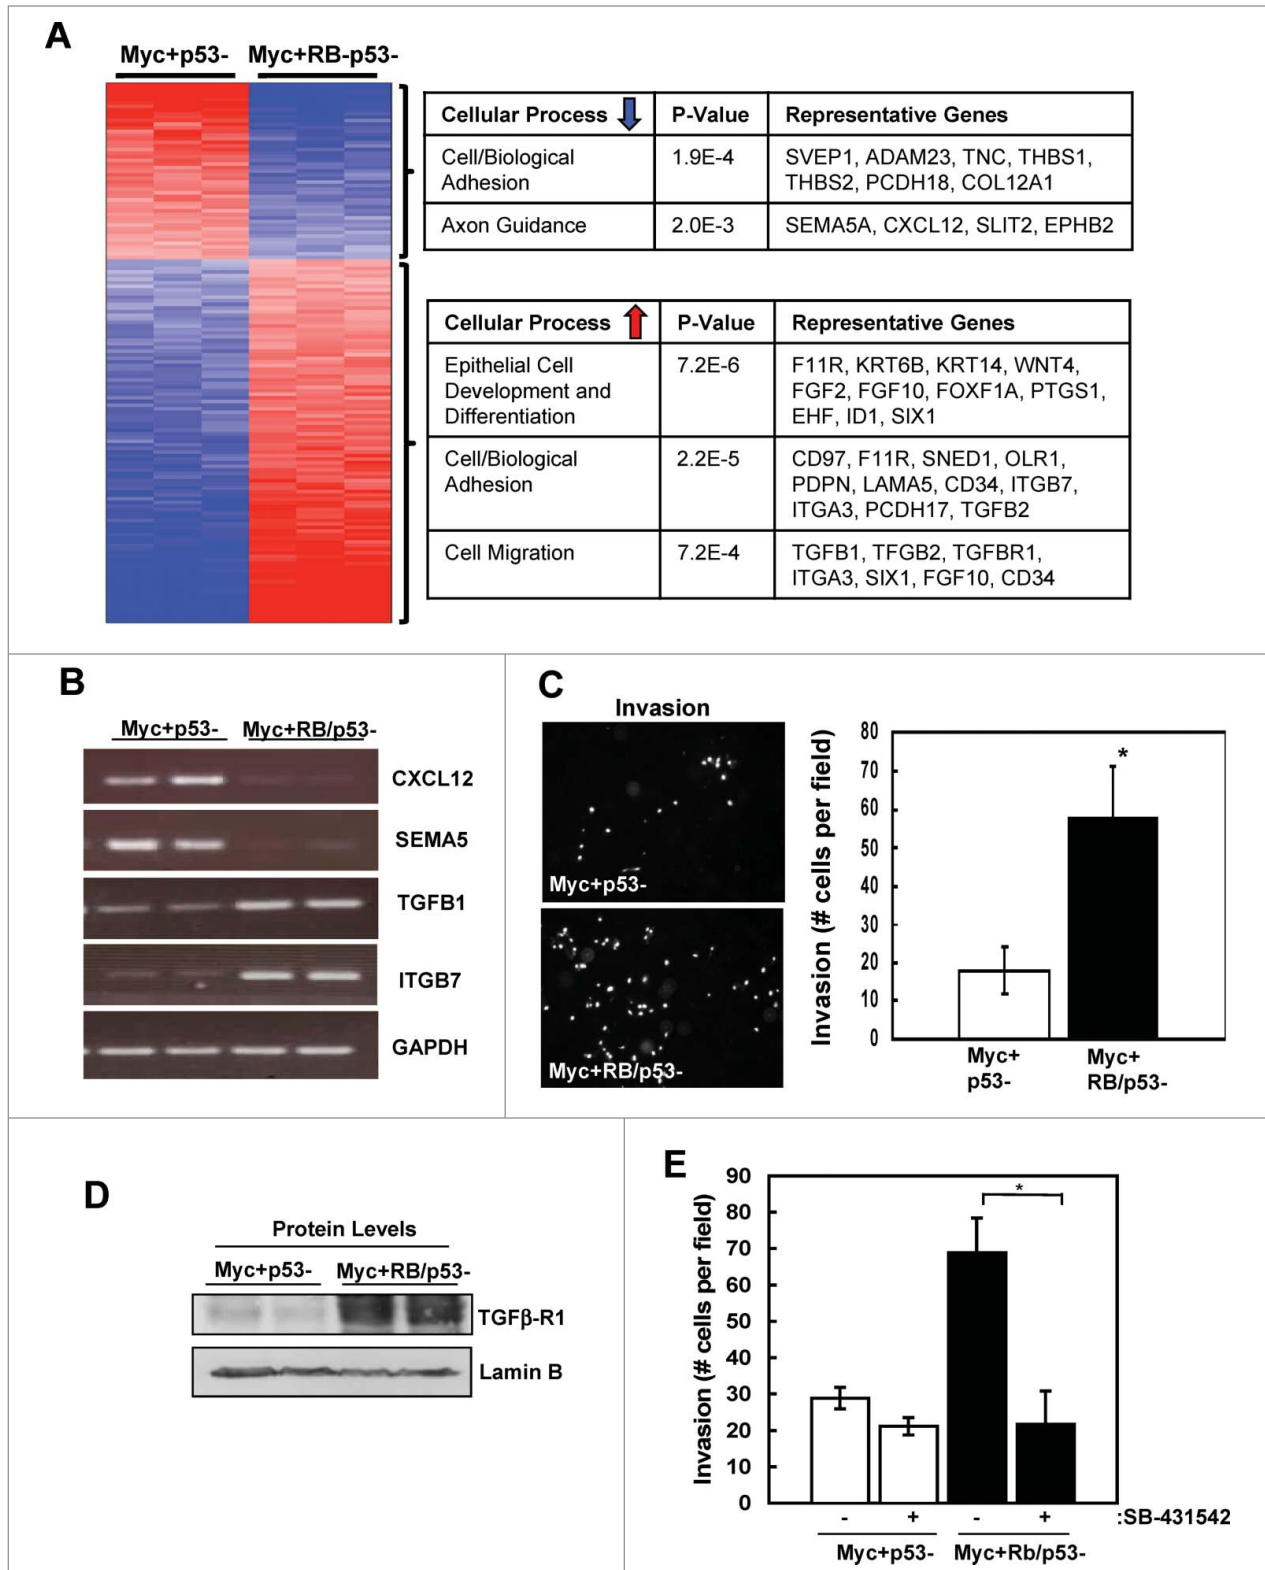 A
Myc+p53-
Myc+RB-p53-
Cellular Process P-Value Representative Genes
Cell/Biological 1.9E-4 SVEP1, ADAM23, TNC, THBS1,
Adhesion THBS2, PCDH18, COL12A1
Axon Guidance 2.0E-3 SEMA5A, CXCL12, SLIT2, EPHB2
Cellular Process P-Value Representative Genes
Epithelial Cell 7.2E-6 F11R, KRT6B, KRT14, WNT4,
Development and FGF2, FGF10, FOXF1A, PTGS1,
Differentiation EHF, ID1, SIX1
Cell/Biological 2.2E-5 CD97, F11R, SNED1, OLR1,
Adhesion PDPN, LAMA5, CD34, ITGB7,
ITGA3, PCDH17, TGFB2
Cell Migration 7.2E-4 TGFB1, TFGB2, TGFBR1,
ITGA3, SIX1, FGF10, CD34
B
Myc+p53- Myc+RB/p53-
CXCL12
SEMA5
TGFB1
ITGB7
GAPDH
C
Invasion
Myc+p53-
Myc+RB/p53-
Invasion (# cells per field)
80
70
60
50
40
30
20
10
0
*
Myc+
p53-
Myc+
RB/p53-
D
Protein Levels
Myc+p53- Myc+RB/p53-
TGFβ-R1
Lamin B
E
Invasion (# cells per field)
90
80
70
60
50
40
30
20
10
0
*
- + - + :SB-431542
Myc+p53- Myc+Rb/p53-